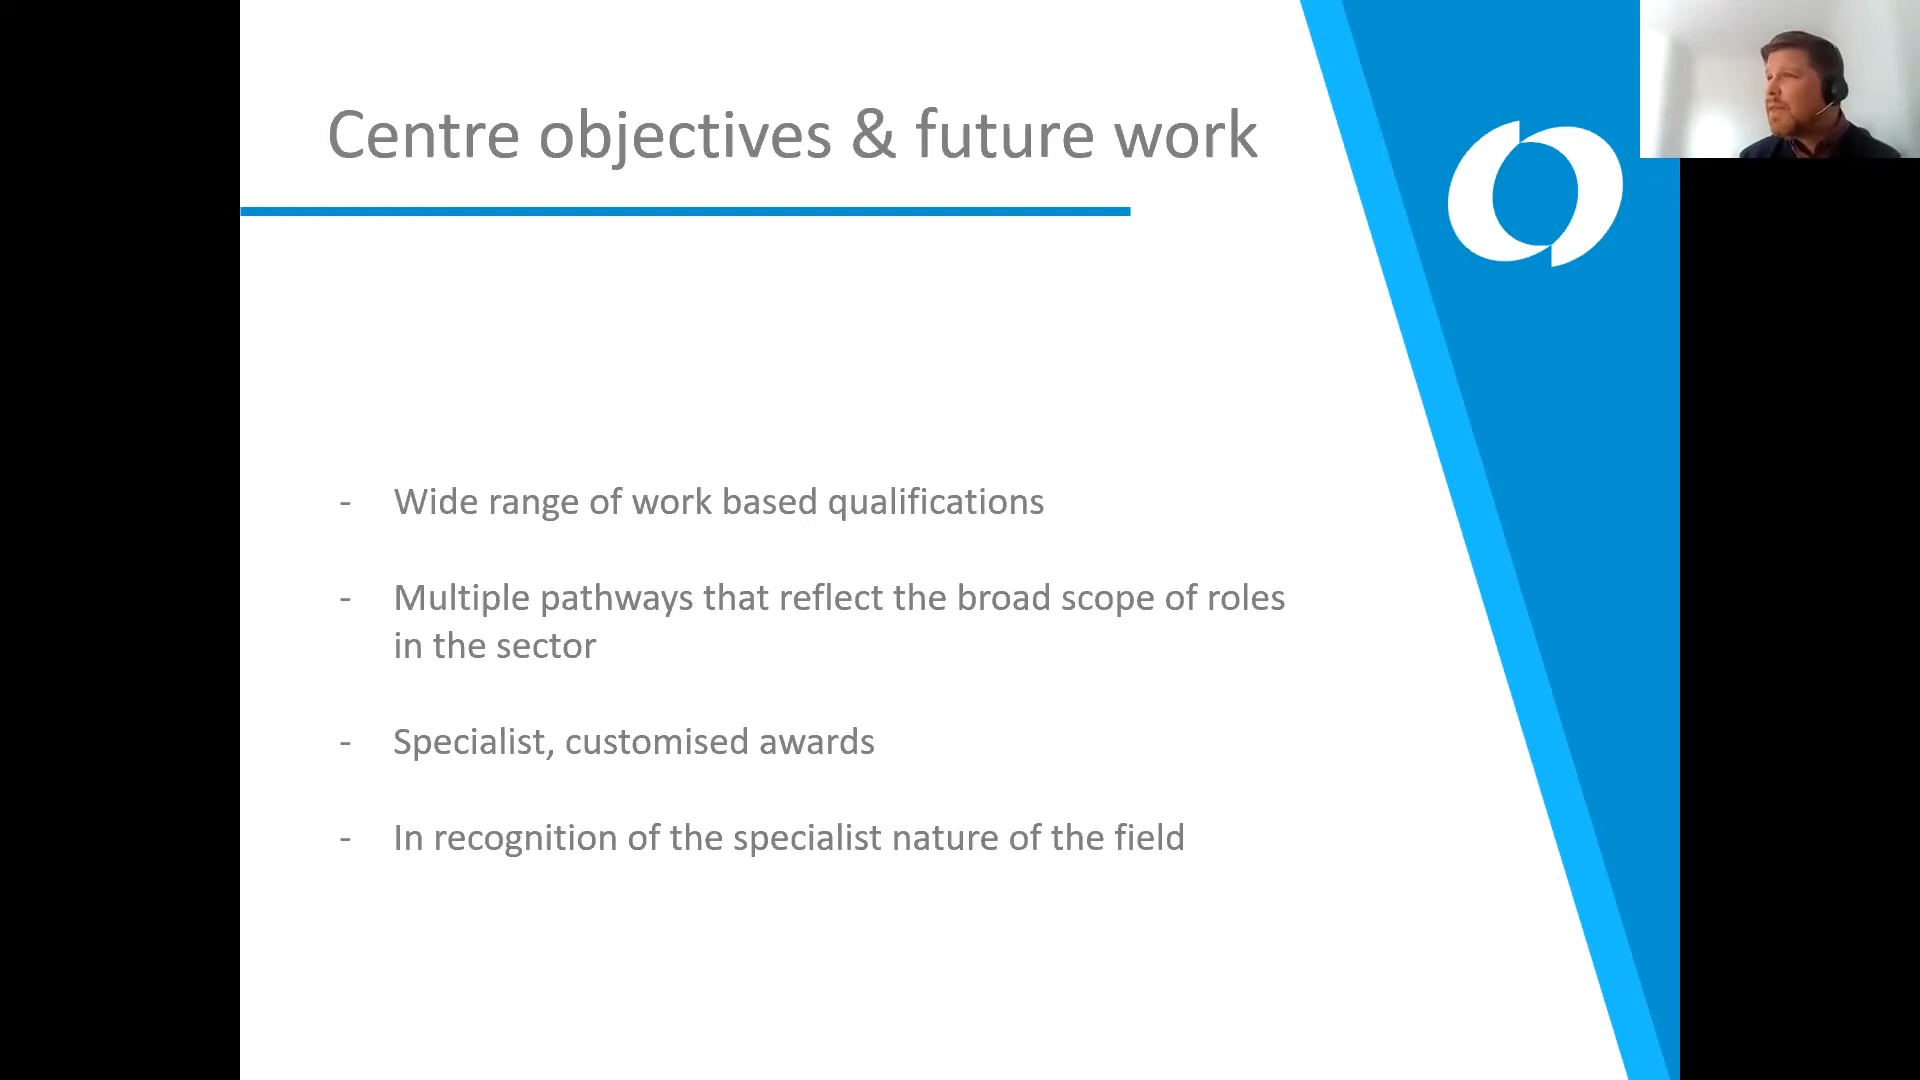 Centre objectives & future work
- Wide range of work based qualifications
- Multiple pathways that reflect the broad scope of roles
in the sector
- Specialist, customised awards
- In recognition of the specialist nature of the field